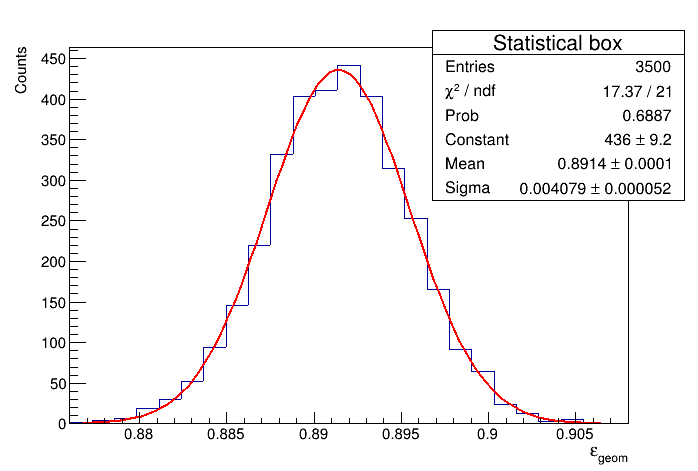 Statistical box
Entries 3500
χ² / ndf 17.37 / 21
Prob 0.6887
Constant 436 ± 9.2
Mean 0.8914 ± 0.0001
Sigma 0.004079 ± 0.000052
Counts
450
400
350
300
250
200
150
100
50
0
0.88 0.885 0.89 0.895 0.9 0.905
εgeom